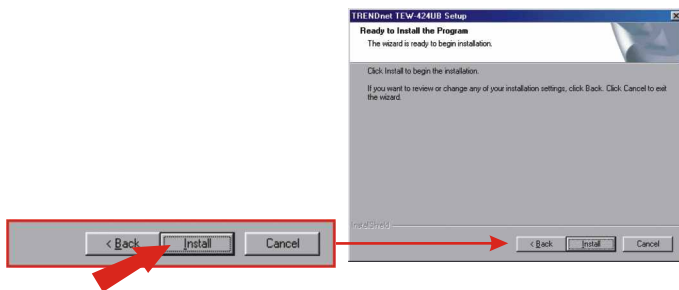 TRENDnet TEW-424UB Setup
Ready to Install the Program
The wizard is ready to begin installation.
Click Install to begin the installation.
If you want to review or change any of your installation settings, click Back. Click Cancel to exit
the wizard.
InstallShield
< Back Install Cancel
< Back Install Cancel